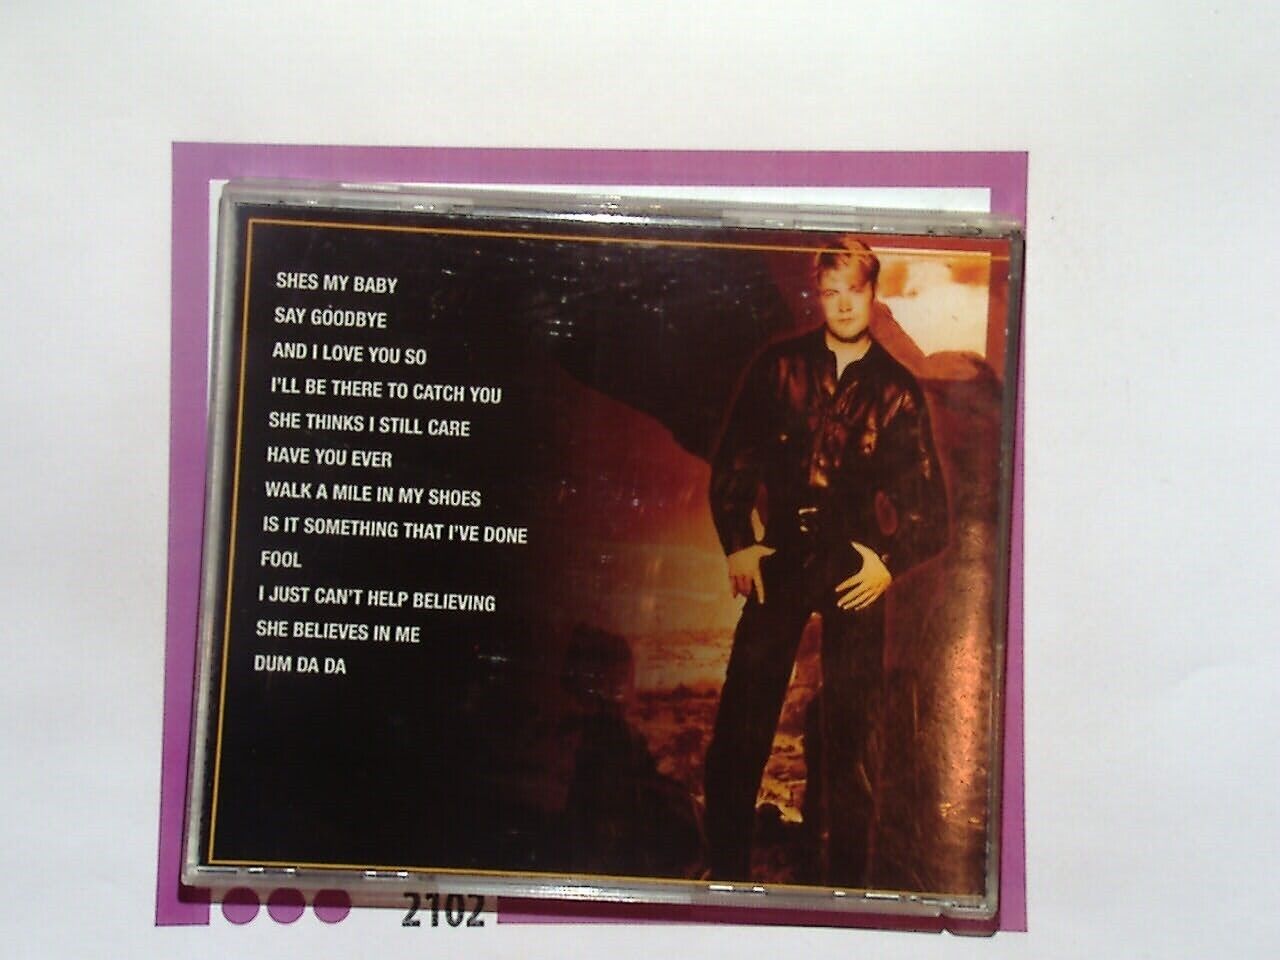 SHES MY BABY
SAY GOODBYE
AND I LOVE YOU SO
I'LL BE THERE TO CATCH YOU
SHE THINKS I STILL CARE
HAVE YOU EVER
WALK A MILE IN MY SHOES
IS IT SOMETHING THAT I'VE DONE
FOOL
I JUST CAN'T HELP BELIEVING
SHE BELIEVES IN ME
DUM DA DA
2102